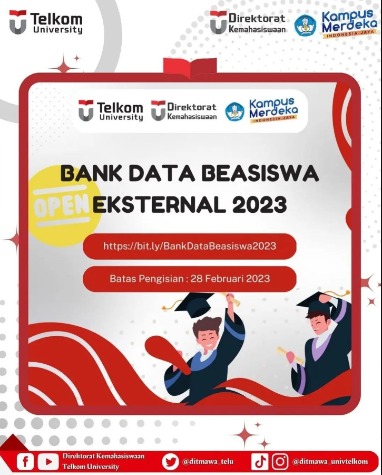 Telkom
University
Direktorat
Kemahasiswaan
Kampus
Merdeka
INDONESIA JAYA
Telkom
University
Direktorat
Kemahasiswaan
Kampus
Merdeka
INDONESIA JAYA
BANK DATA BEASISWA
OPEN
EKSTERNAL 2023
https://bit.ly/BankDataBeasiswa2023
Batas Pengisian : 28 Februari 2023
Direktorat Kemahasiswaan
Telkom University
@ditmawa_telu
@ditmawa_univtelkom